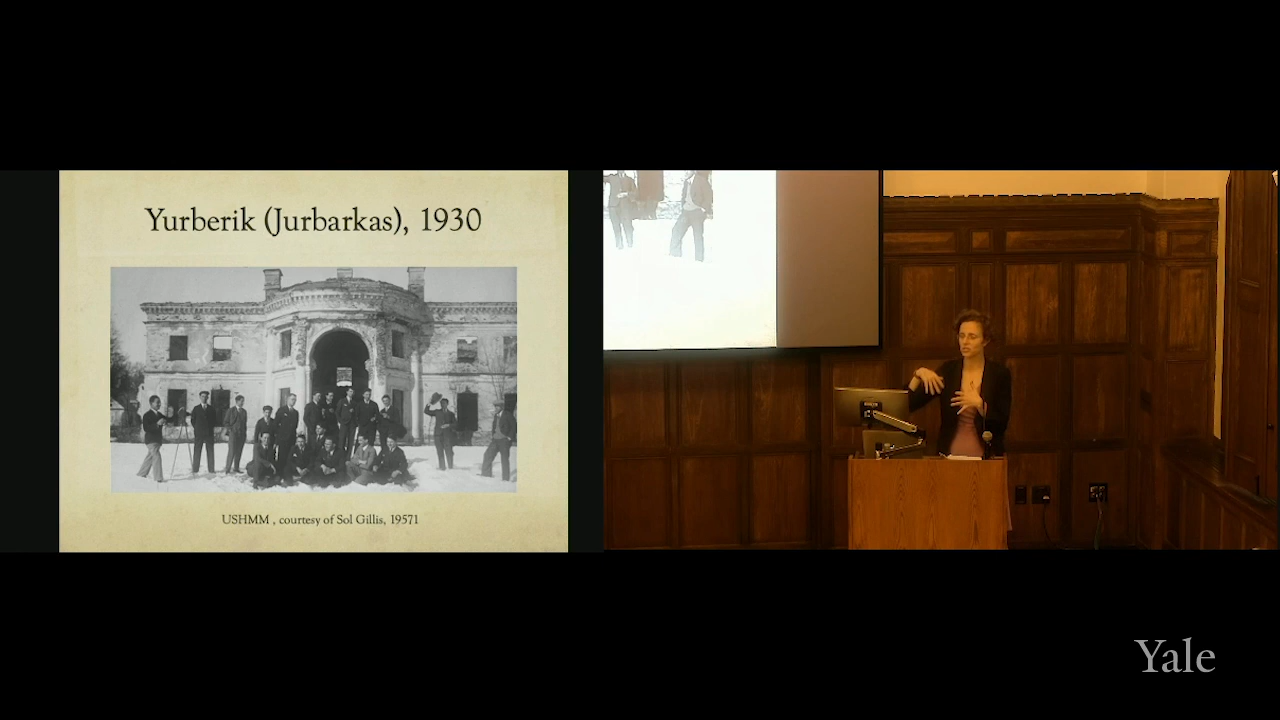 Yurberik (Jurbarkas), 1930
USHMM , courtesy of Sol Gillis, 19571
Yale